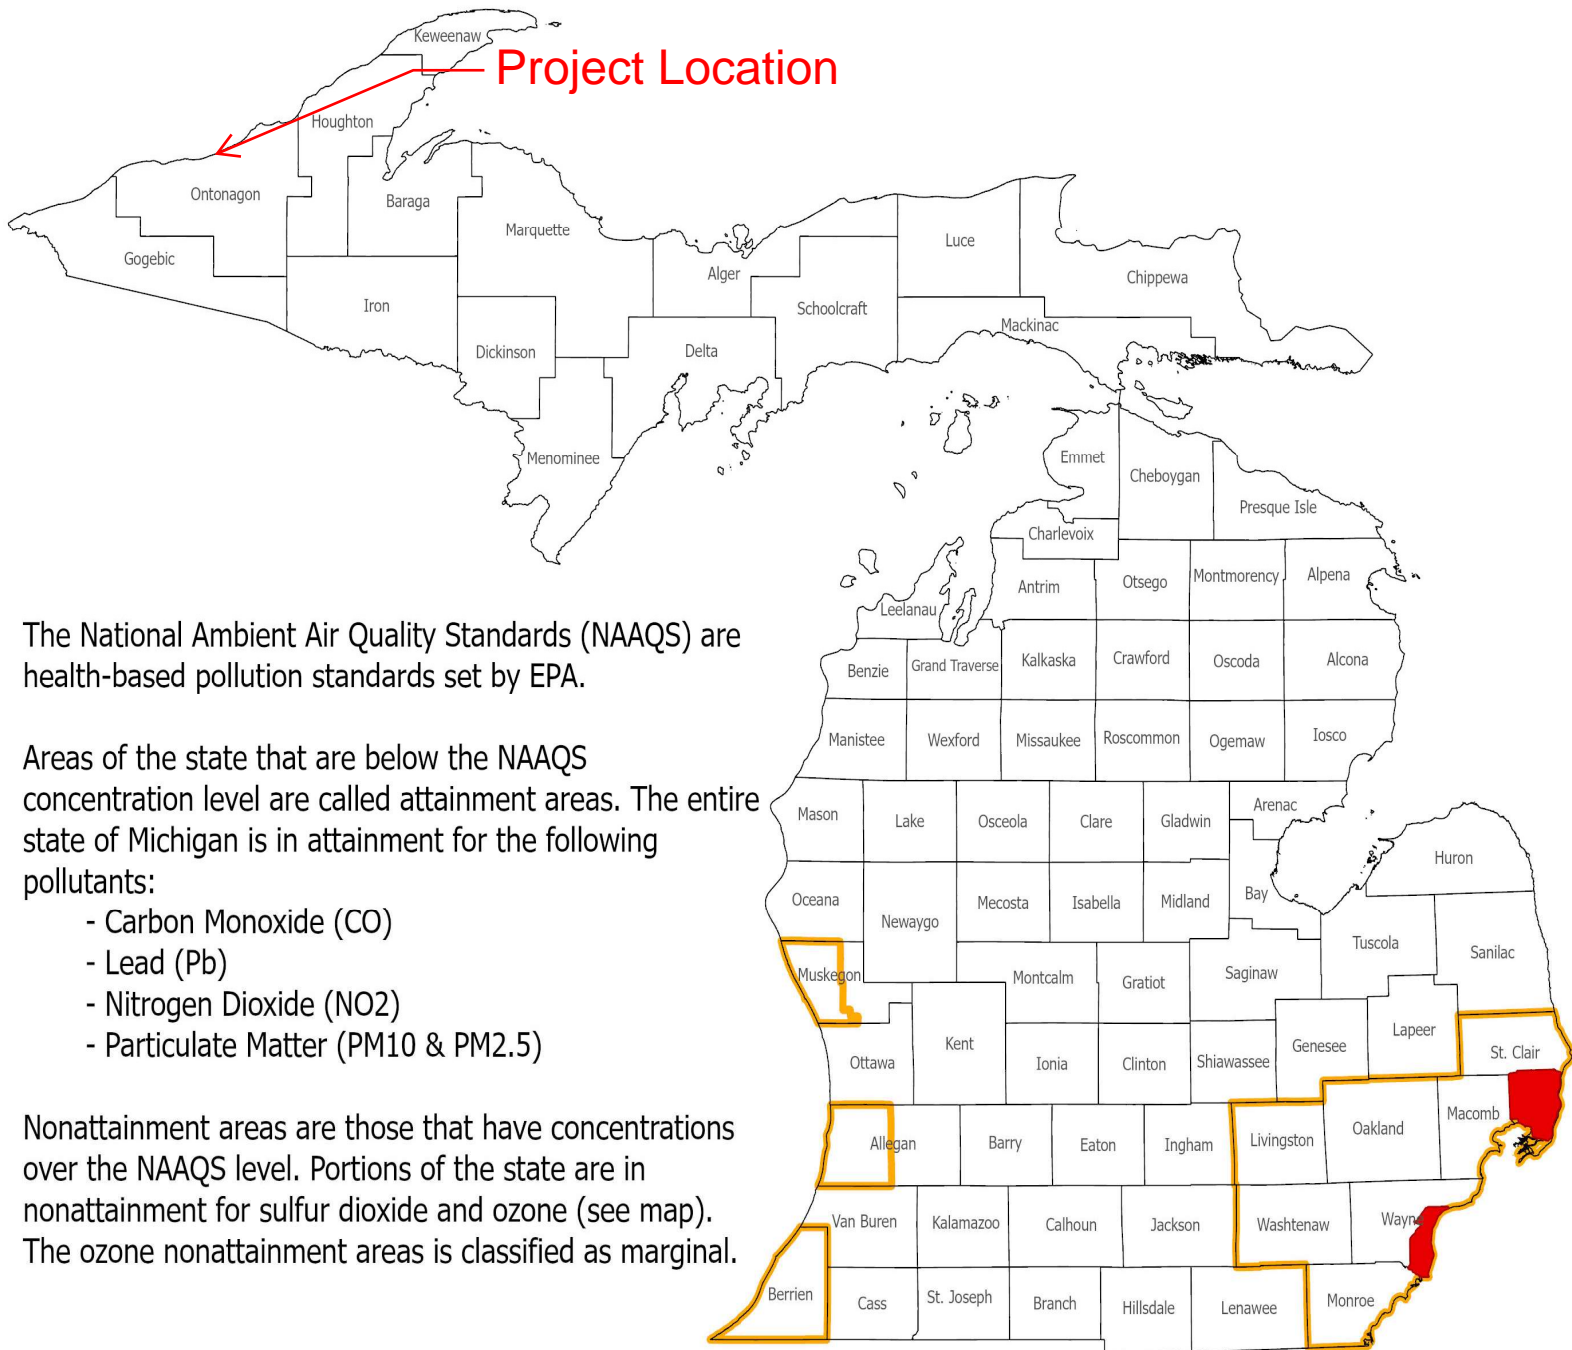 Keweenaw
Project Location
Houghton
Ontonagon
Baraga
Marquette
Gogebic
Luce
Alger
Chippewa
Iron
Schoolcraft
Mackinac
Dickinson
Delta
Menominee
Emmet
Cheboygan
Presque Isle
Charlevoix
Antrim
Otsego
Montmorency
Alpena
Leelanau
Benzie
Grand Traverse
Kalkaska
Crawford
Oscoda
Alcona
Manistee
Wexford
Missaukee
Roscommon
Ogemaw
Iosco
Mason
Lake
Osceola
Clare
Gladwin
Arenac
Huron
Oceana
Newaygo
Mecosta
Isabella
Midland
Bay
Tuscola
Sanilac
Muskegon
Montcalm
Gratiot
Saginaw
Lapeer
Kent
Ottawa
Ionia
Clinton
Shiawassee
Genesee
St. Clair
Allegan
Barry
Eaton
Ingham
Livingston
Oakland
Macomb
Van Buren
Kalamazoo
Calhoun
Jackson
Washtenaw
Wayne
Berrien
Cass
St. Joseph
Branch
Hillsdale
Lenawee
Monroe
The National Ambient Air Quality Standards (NAAQS) are
health-based pollution standards set by EPA.
Areas of the state that are below the NAAQS
concentration level are called attainment areas. The entire
state of Michigan is in attainment for the following
pollutants:
- Carbon Monoxide (CO)
- Lead (Pb)
- Nitrogen Dioxide (NO2)
- Particulate Matter (PM10 & PM2.5)
Nonattainment areas are those that have concentrations
over the NAAQS level. Portions of the state are in
nonattainment for sulfur dioxide and ozone (see map).
The ozone nonattainment areas is classified as marginal.